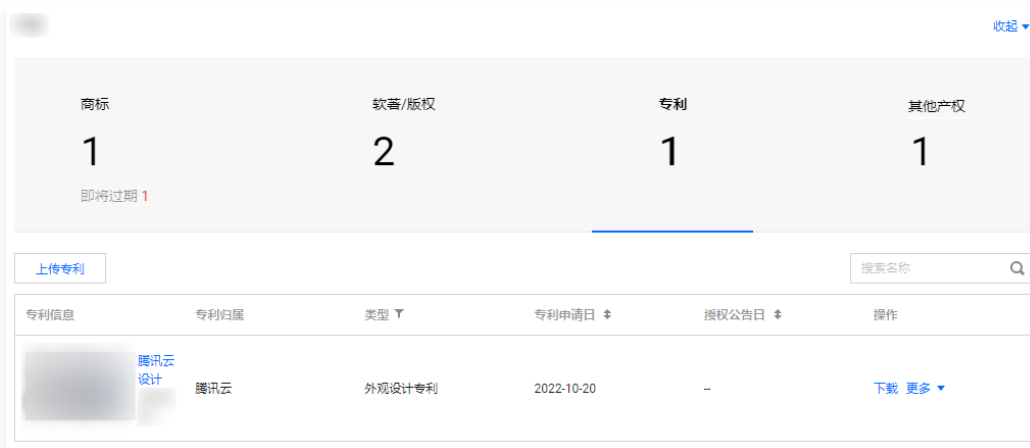 收起
商标
软著/版权
专利
其他产权
1
2
1
1
即将过期 1
上传专利
搜索名称
专利信息
专利归属
类型
专利申请日
授权公告日
操作
腾讯云
设计
腾讯云
外观设计专利
2022-10-20
--
下载 更多